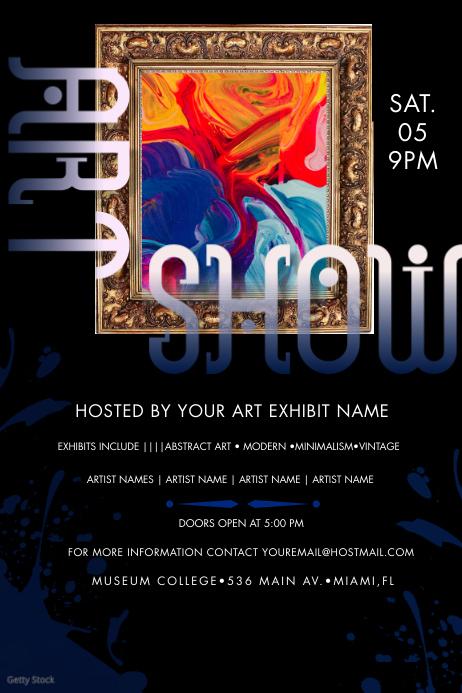 ART
SHOW
SAT.
05
9PM
HOSTED BY YOUR ART EXHIBIT NAME
EXHIBITS INCLUDE ||||ABSTRACT ART • MODERN •MINIMALISM•VINTAGE
ARTIST NAMES | ARTIST NAME | ARTIST NAME | ARTIST NAME
DOORS OPEN AT 5:00 PM
FOR MORE INFORMATION CONTACT YOUREMAIL@HOSTMAIL.COM
MUSEUM COLLEGE•536 MAIN AV.•MIAMI,FL
Getty Stock